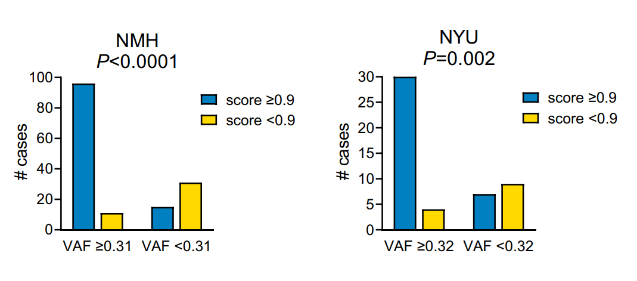 NMH
P<0.0001
# cases
100
80
60
40
20
0
VAF ≥0.31 VAF <0.31
score ≥0.9
score <0.9
NYU
P=0.002
# cases
30
25
20
15
10
5
0
VAF ≥0.32 VAF <0.32
score ≥0.9
score <0.9